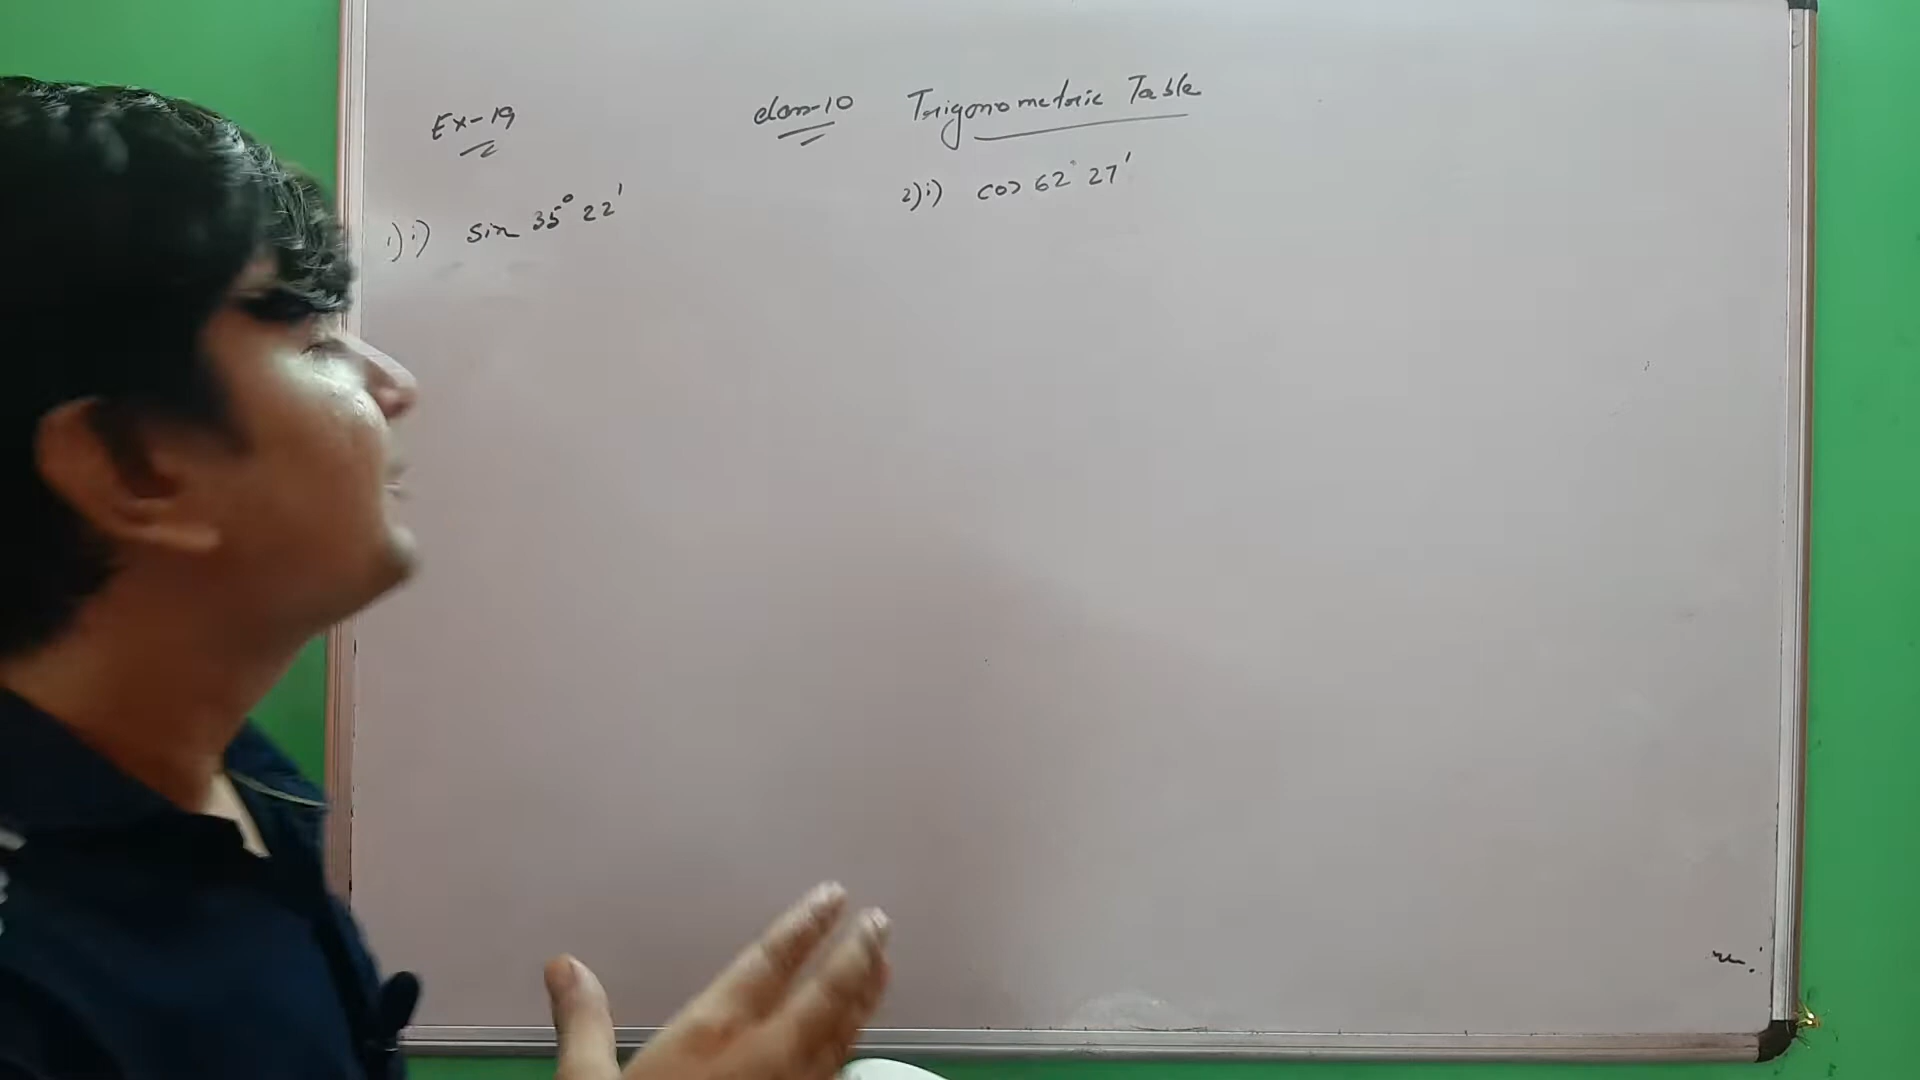 Ex-19
class-10 Trigonometric Table
1) i) sin 35° 22'
2) i) cos 62° 27'